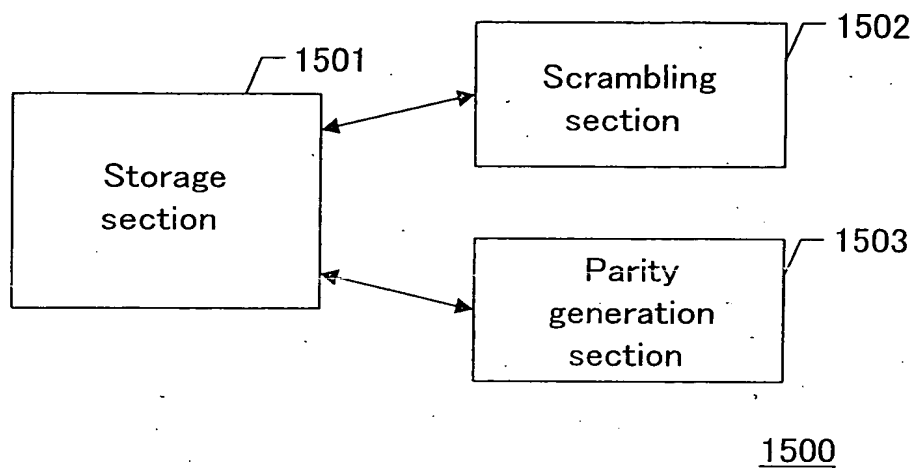 1501
Storage
section
1502
Scrambling
section
1503
Parity
generation
section
1500